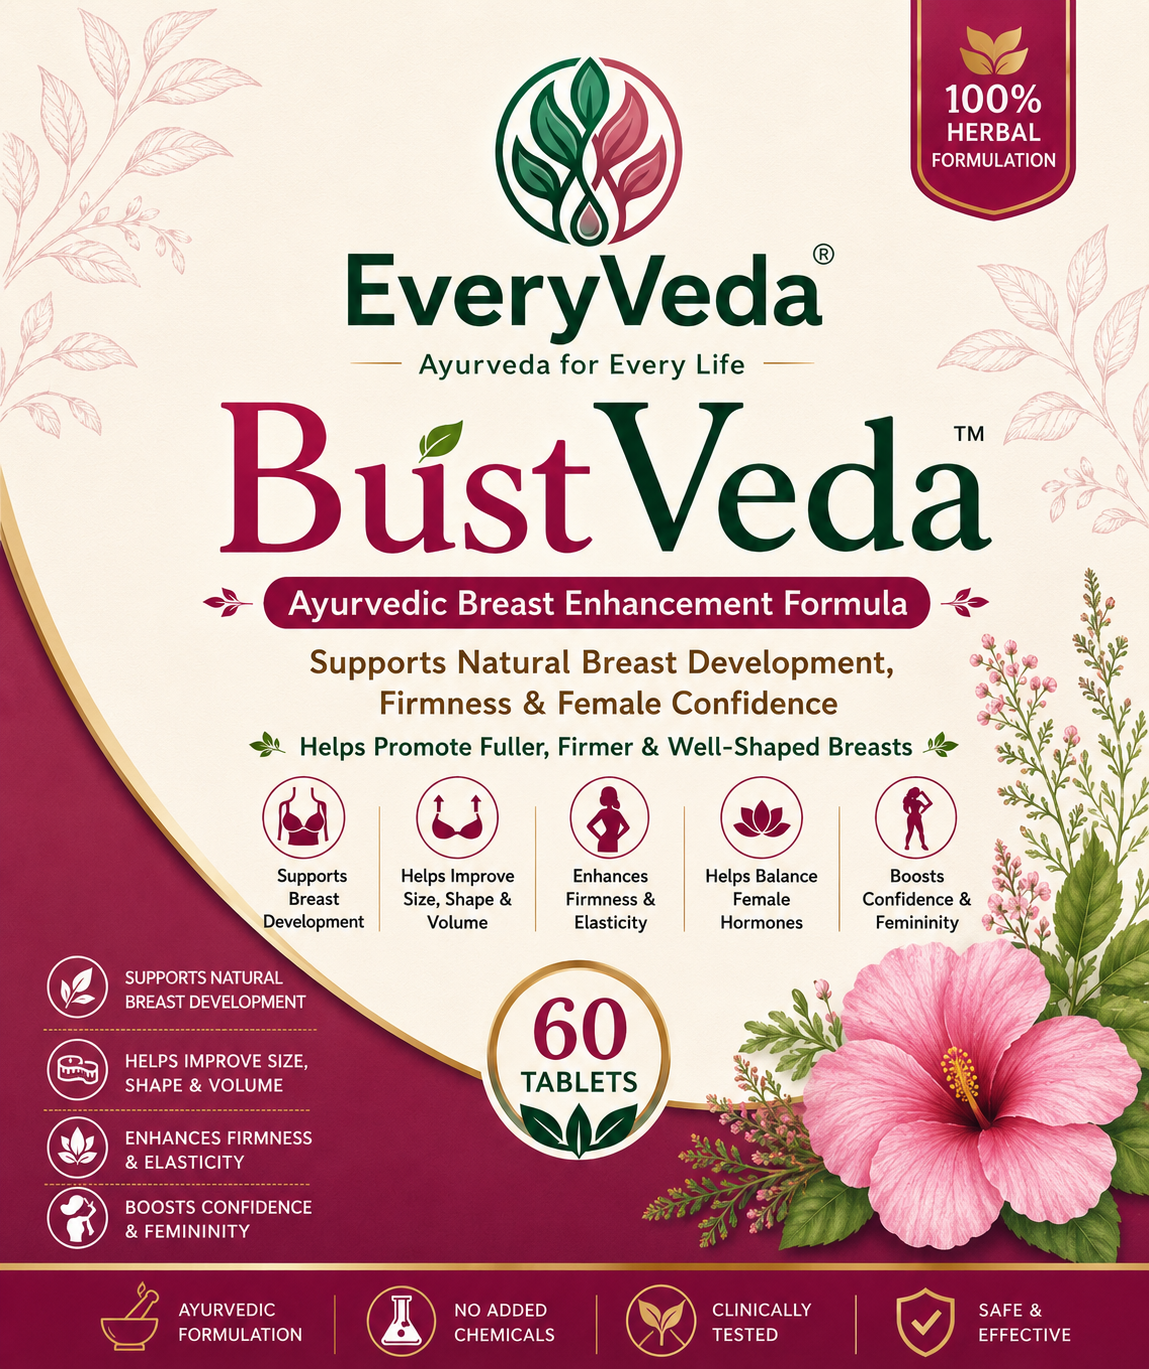 100%
HERBAL
FORMULATION
EveryVeda®
Ayurveda for Every Life
Bust Veda™
Ayurvedic Breast Enhancement Formula
Supports Natural Breast Development,
Firmness & Female Confidence
Helps Promote Fuller, Firmer & Well-Shaped Breasts
Supports
Breast
Development
Helps Improve
Size, Shape &
Volume
Enhances
Firmness &
Elasticity
Helps Balance
Female
Hormones
Boosts
Confidence &
Femininity
SUPPORTS NATURAL
BREAST DEVELOPMENT
HELPS IMPROVE SIZE,
SHAPE & VOLUME
ENHANCES FIRMNESS
& ELASTICITY
BOOSTS CONFIDENCE
& FEMININITY
60
TABLETS
AYURVEDIC
FORMULATION
NO ADDED
CHEMICALS
CLINICALLY
TESTED
SAFE &
EFFECTIVE